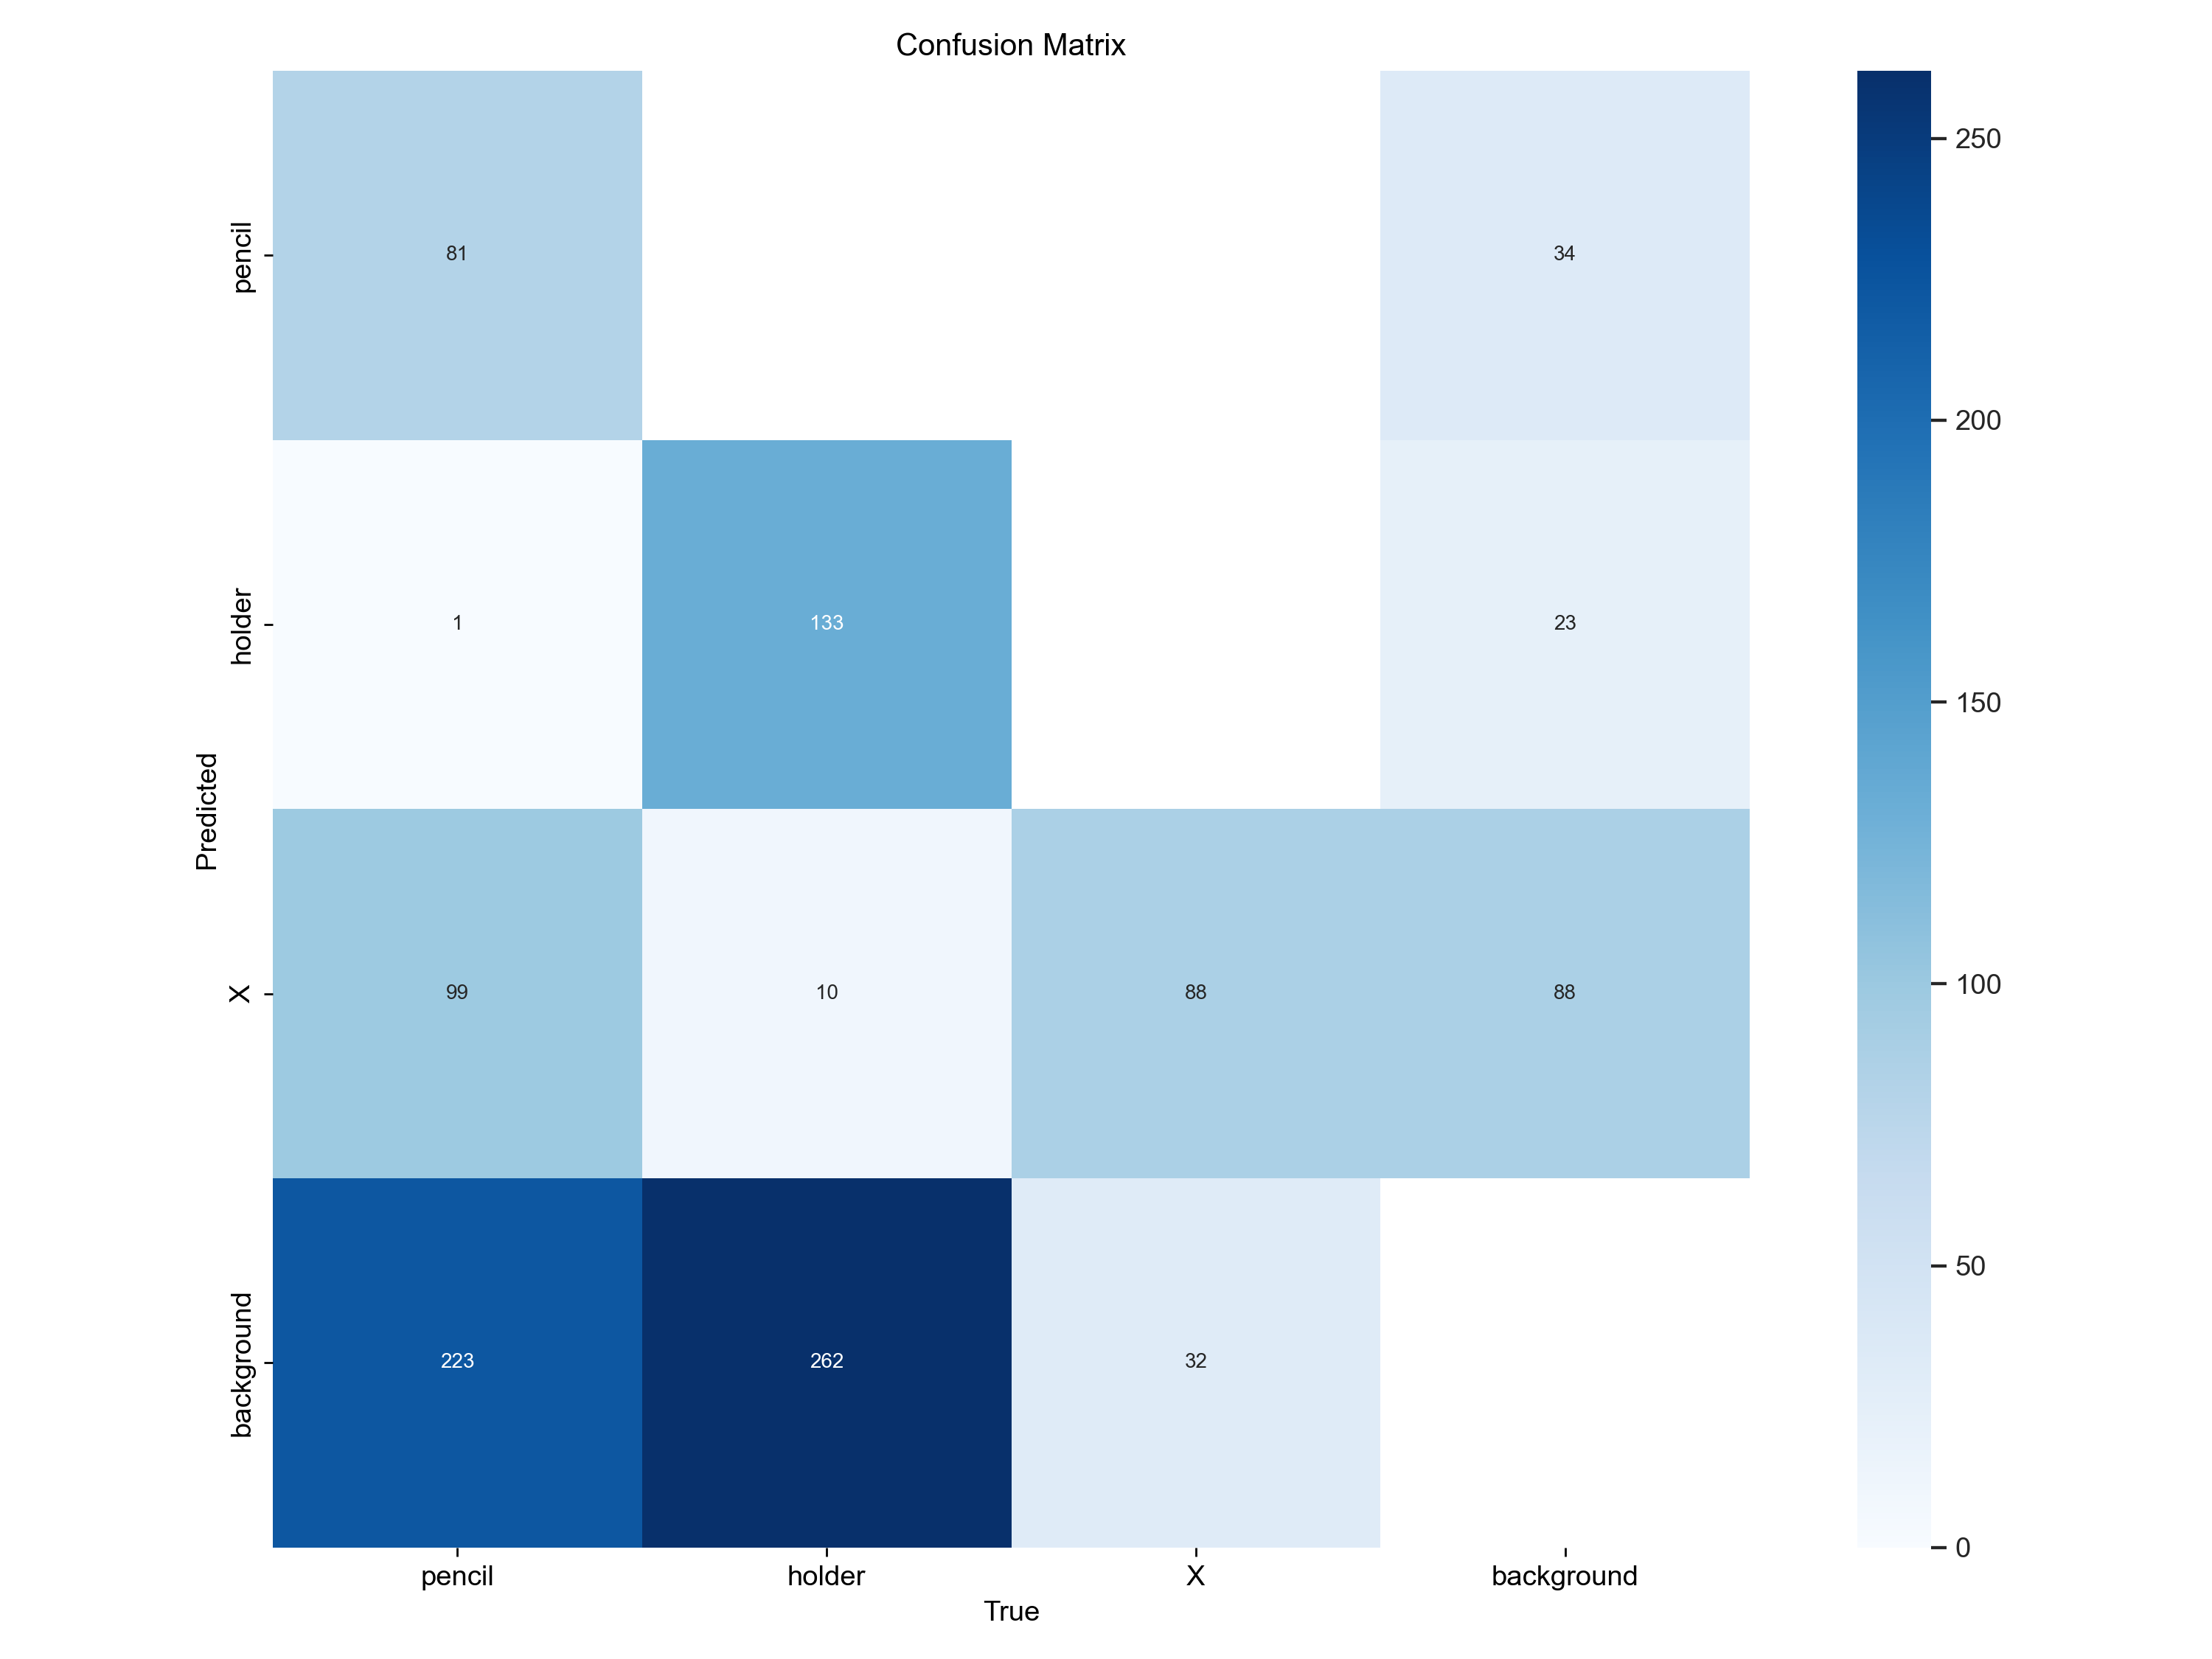 Confusion Matrix
pencil
81
34
holder
1
133
23
X
99
10
88
88
background
223
262
32
Predicted
pencil
holder
X
background
True
250
200
150
100
50
0